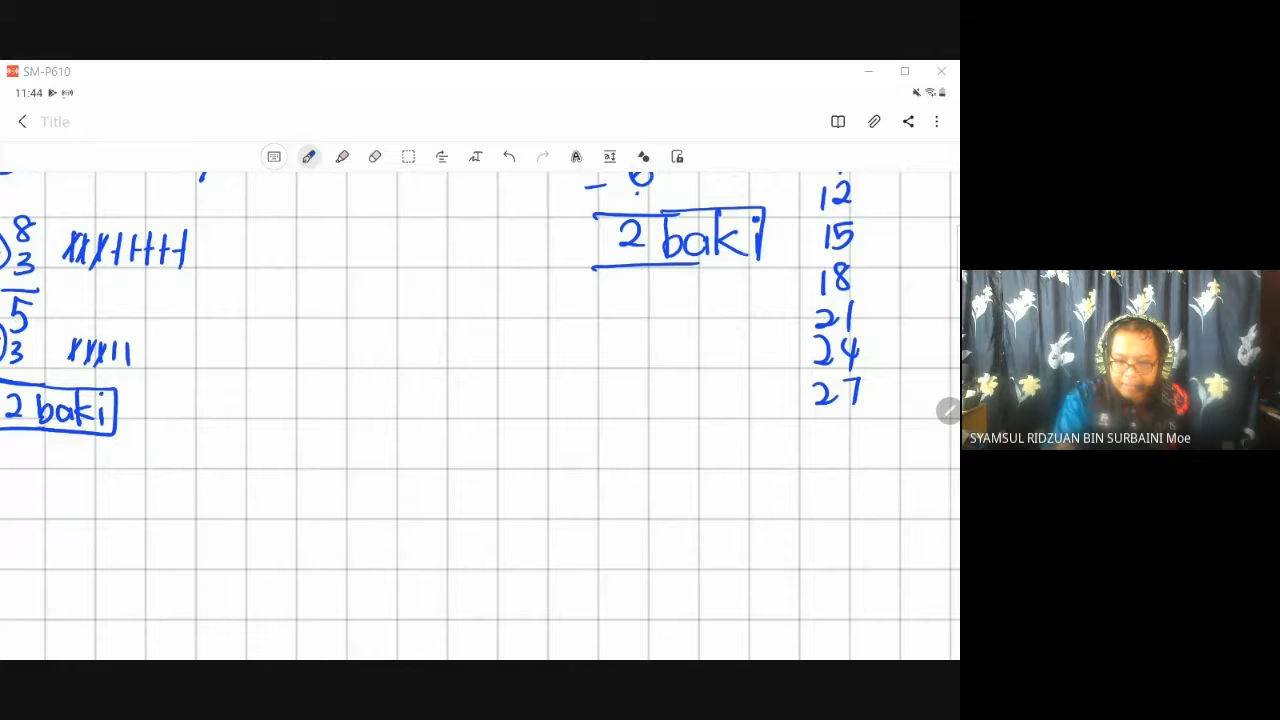 SM-P610
11:44
Title
8
3
5
3
2 baki
- 6
2 baki
12
15
18
21
24
27
SYAMSUL RIDZUAN BIN SURBAINI Moe